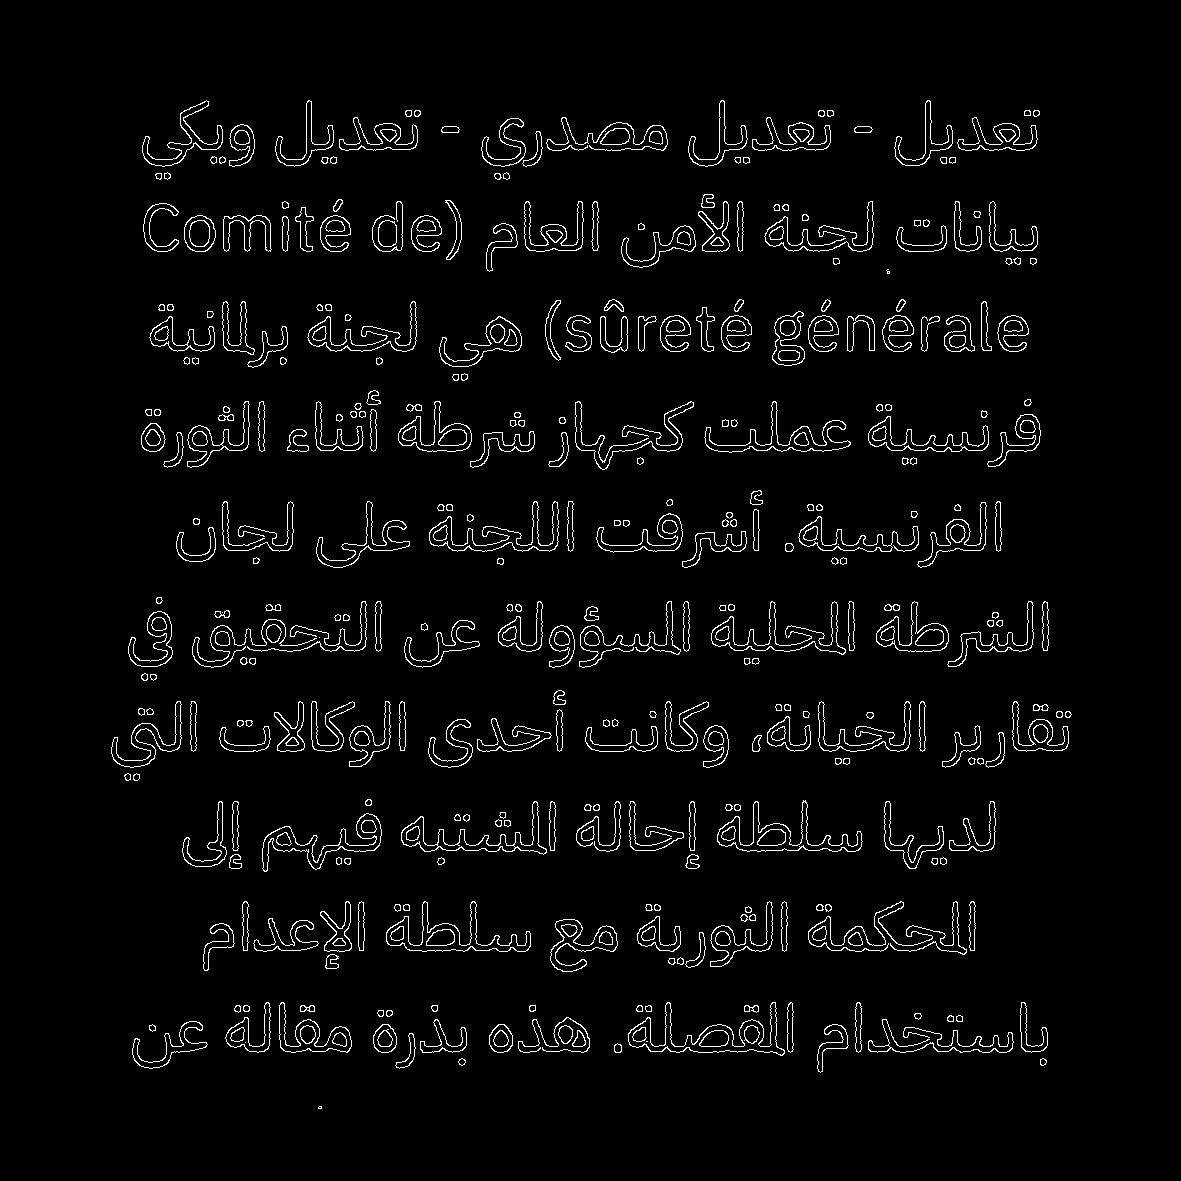 تعديل - تعديل مصدري - تعديل ويكي
بيانات لجنة الأمن العام (Comité de
sûreté générale) هي لجنة برلمانية
فرنسية عملت كجهاز شرطة أثناء الثورة
الفرنسية. أشرفت اللجنة على لجان
الشرطة المحلية المسؤولة عن التحقيق في
تقارير الخيانة، وكانت أحدى الوكالات التي
لديها سلطة إحالة المشتبه فيهم إلى
المحكمة الثورية مع سلطة الإعدام
باستخدام المقصلة. هذه بذرة مقالة عن